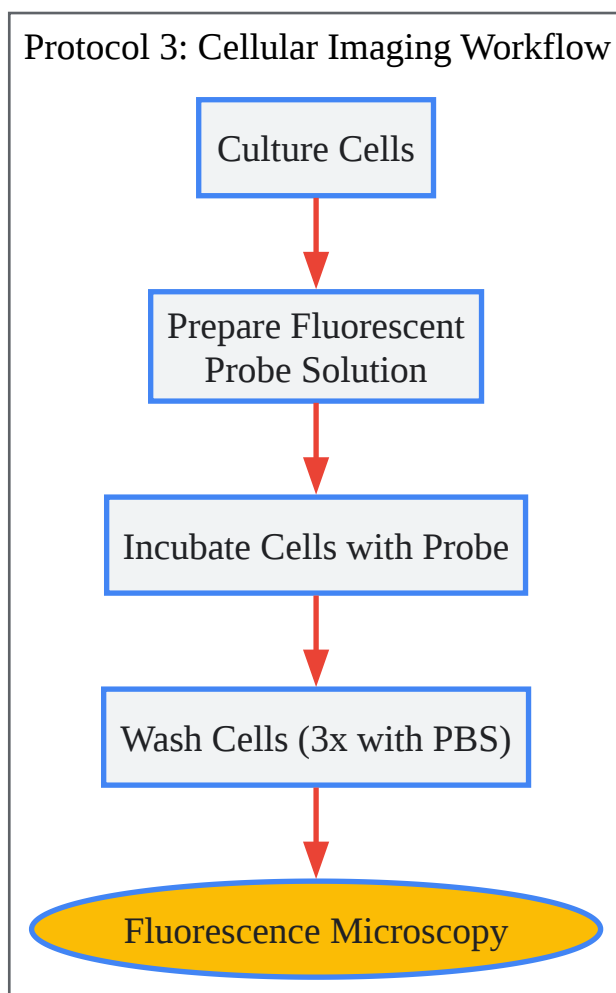 Protocol 3: Cellular Imaging Workflow
Culture Cells
Prepare Fluorescent
Probe Solution
Incubate Cells with Probe
Wash Cells (3x with PBS)
Fluorescence Microscopy